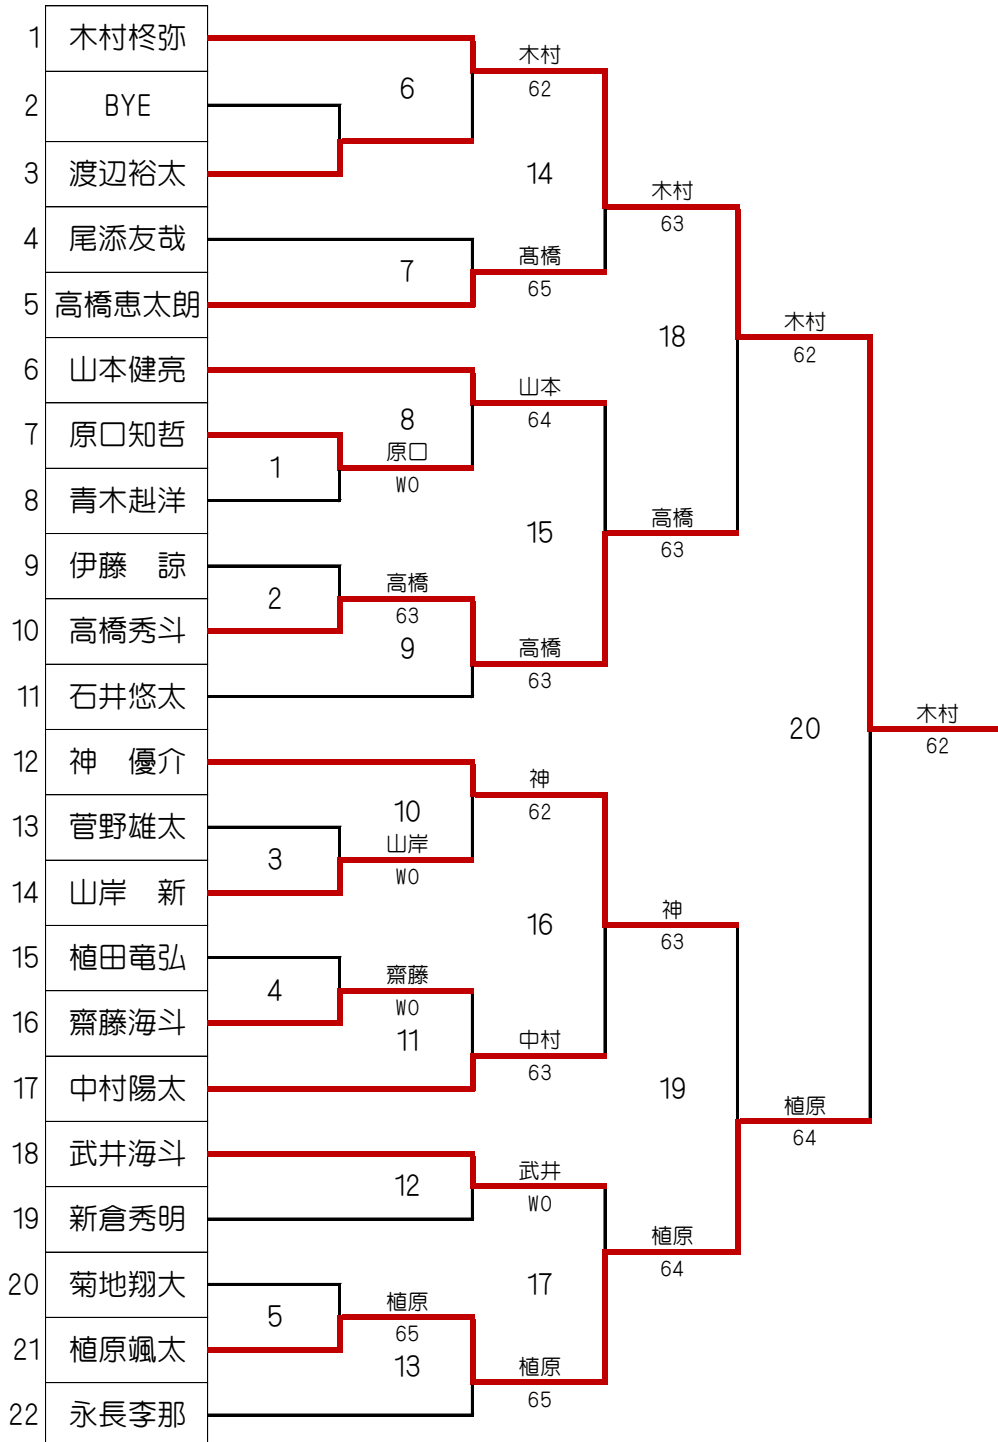 1 木村柊弥
2 BYE
3 渡辺裕太
4 尾添友哉
5 高橋恵太朗
6 山本健亮
7 原口知哲
8 青木赳洋
9 伊藤 諒
10 高橋秀斗
11 石井悠太
12 神 優介
13 菅野雄太
14 山岸 新
15 植田竜弘
16 齋藤海斗
17 中村陽太
18 武井海斗
19 新倉秀明
20 菊地翔大
21 植原颯太
22 永長李那
1
2
3
4
5
6
7
8
原口
WO
高橋
63
9
10
山岸
WO
齋藤
WO
11
12
植原
65
13
木村
62
14
髙橋
65
山本
64
15
高橋
63
神
62
16
中村
63
武井
WO
17
植原
65
木村
63
18
高橋
63
神
63
19
植原
64
木村
62
20
植原
64
木村
62